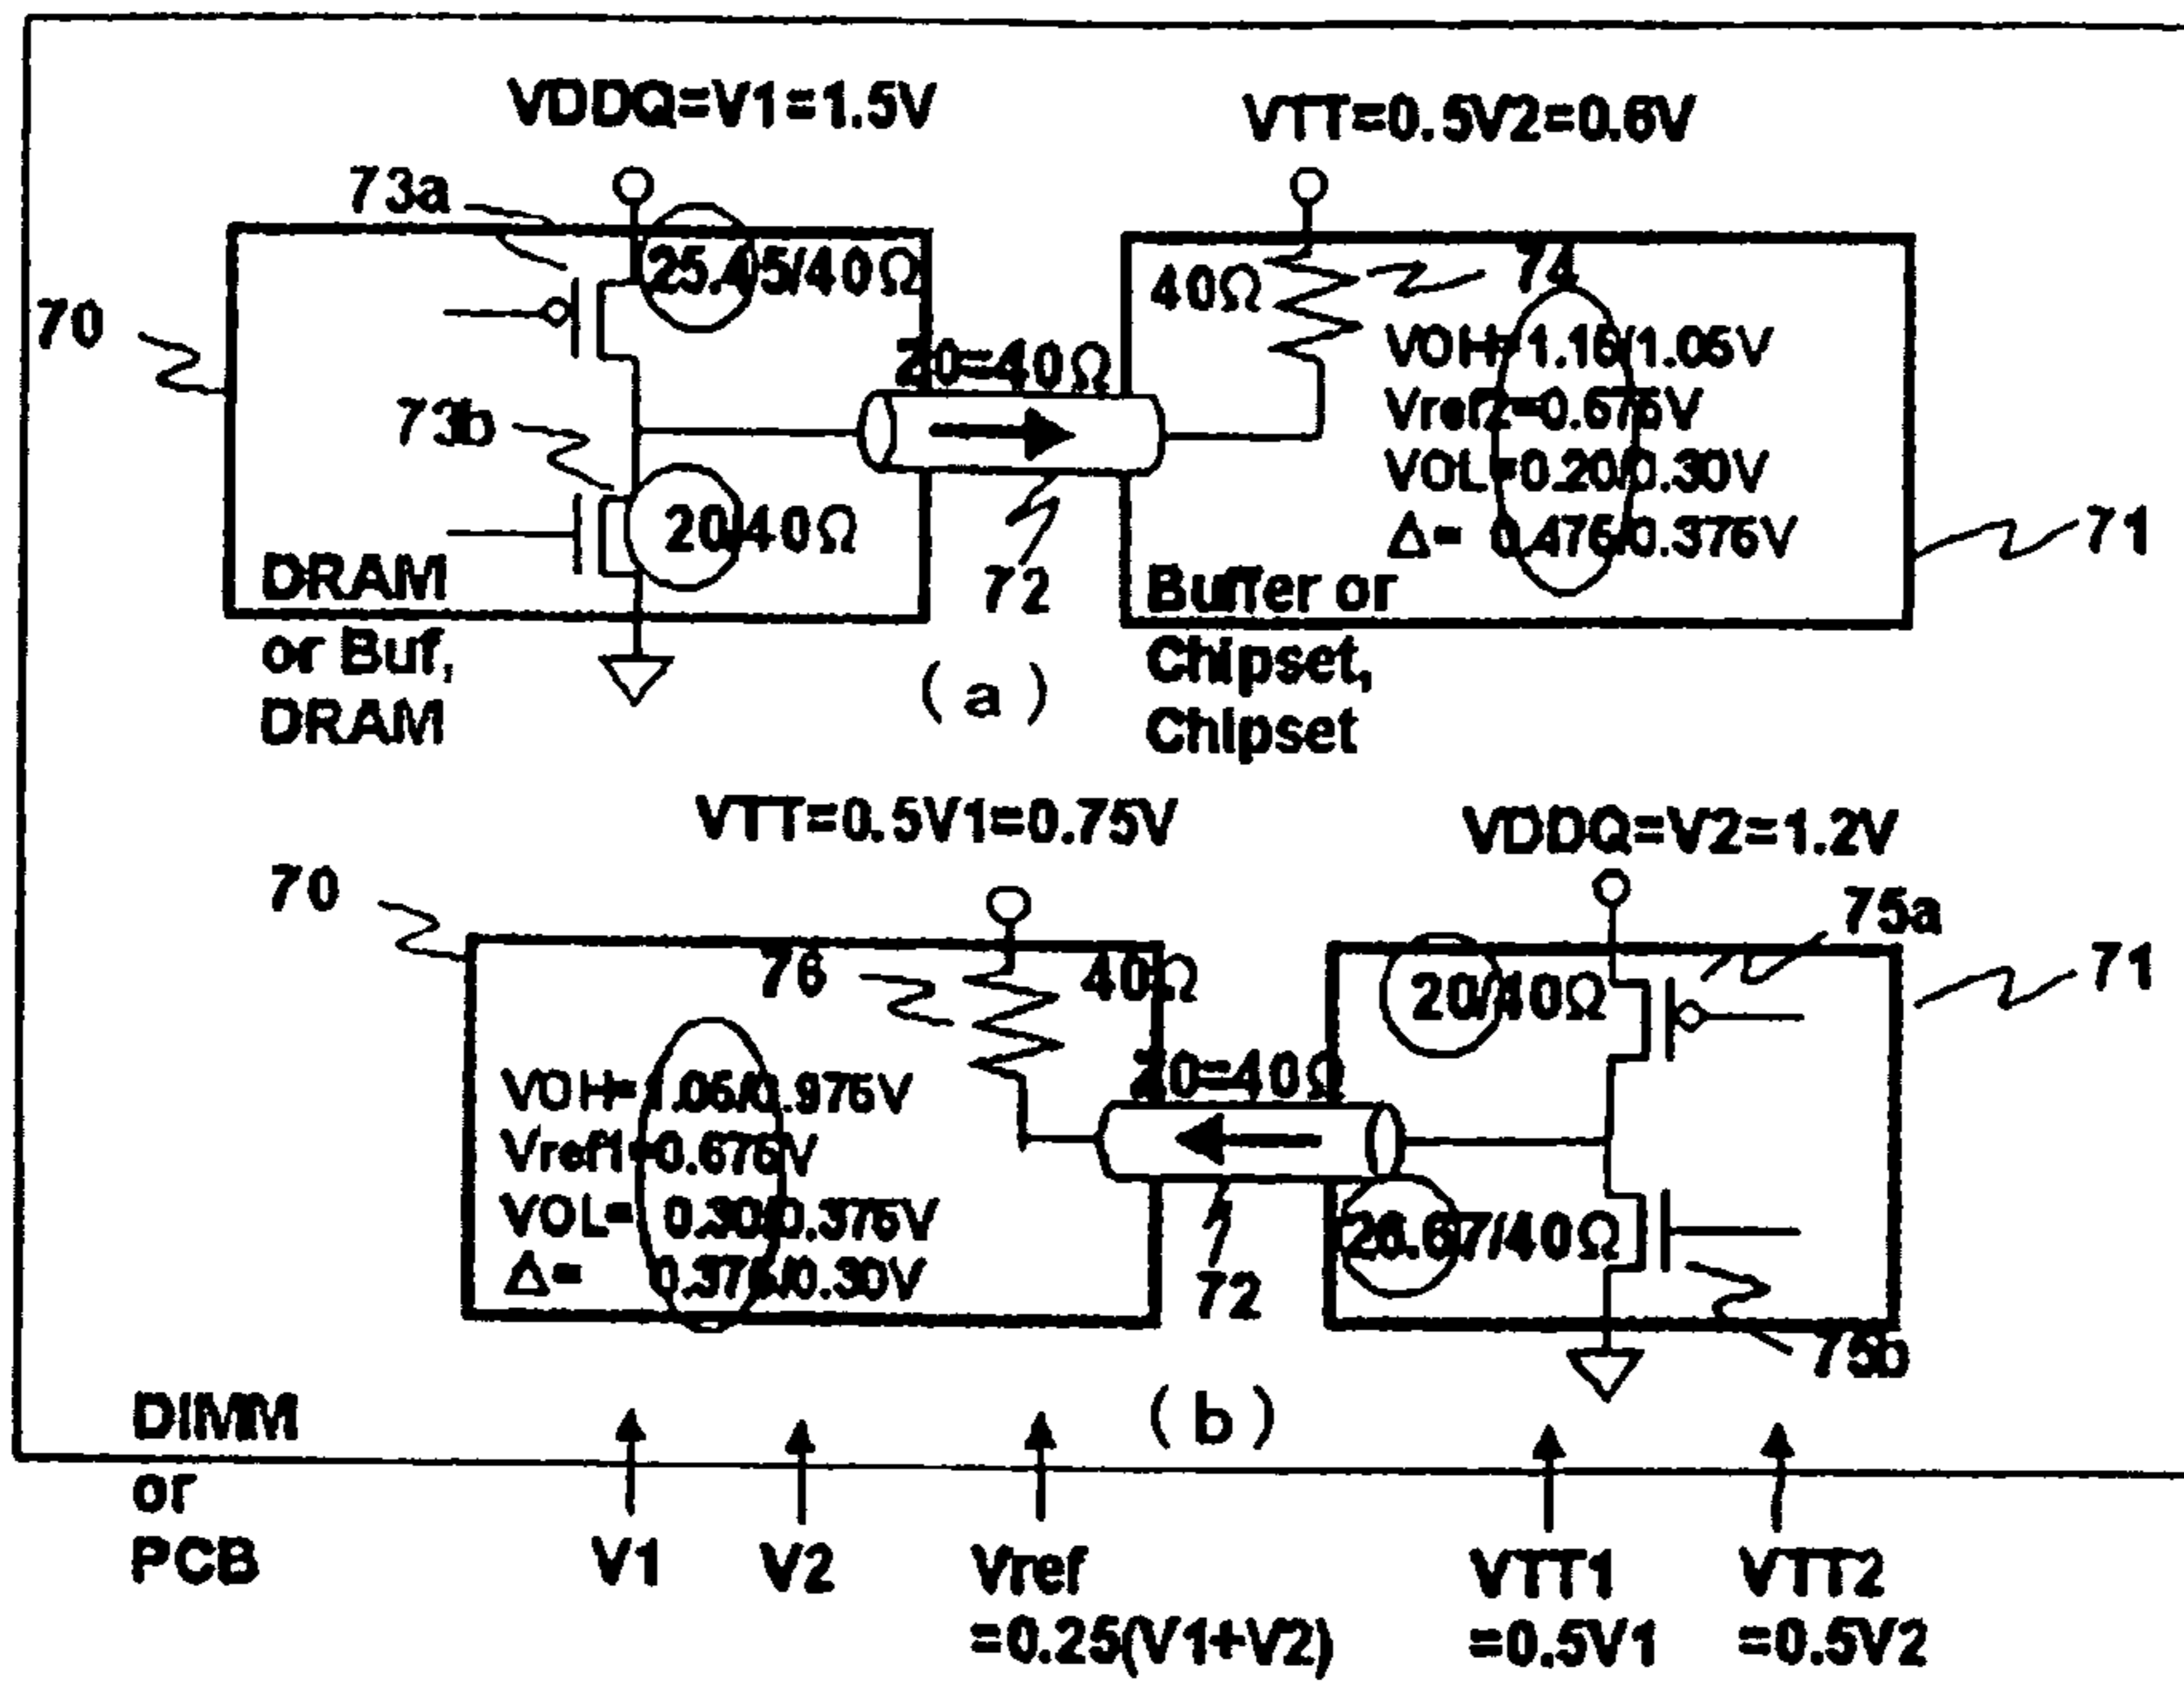 VDDQ=V1=1.5V
VTT=0.5V2=0.6V
73a
25.45/40Ω
40Ω
74
70
Z0=40Ω
VOH=1.15/1.05V
Vref2=0.675V
73b
VOL=0.20/0.30V
20/40Ω
Δ= 0.475/0.375V
71
72
DRAM
or Buf,
DRAM
Buffer or
Chipset,
Chipset
(a)
VTT=0.5V1=0.75V
VDDQ=V2=1.2V
70
75a
76
40Ω
20/40Ω
71
Z0=40Ω
VOH=1.05/0.975V
Vref1=0.675V
VOL= 0.30/0.375V
Δ= 0.375/0.30V
26.67/40Ω
72
75b
(b)
DIMM
or
PCB
V1
V2
Vref
=0.25(V1+V2)
VTT1
=0.5V1
VTT2
=0.5V2